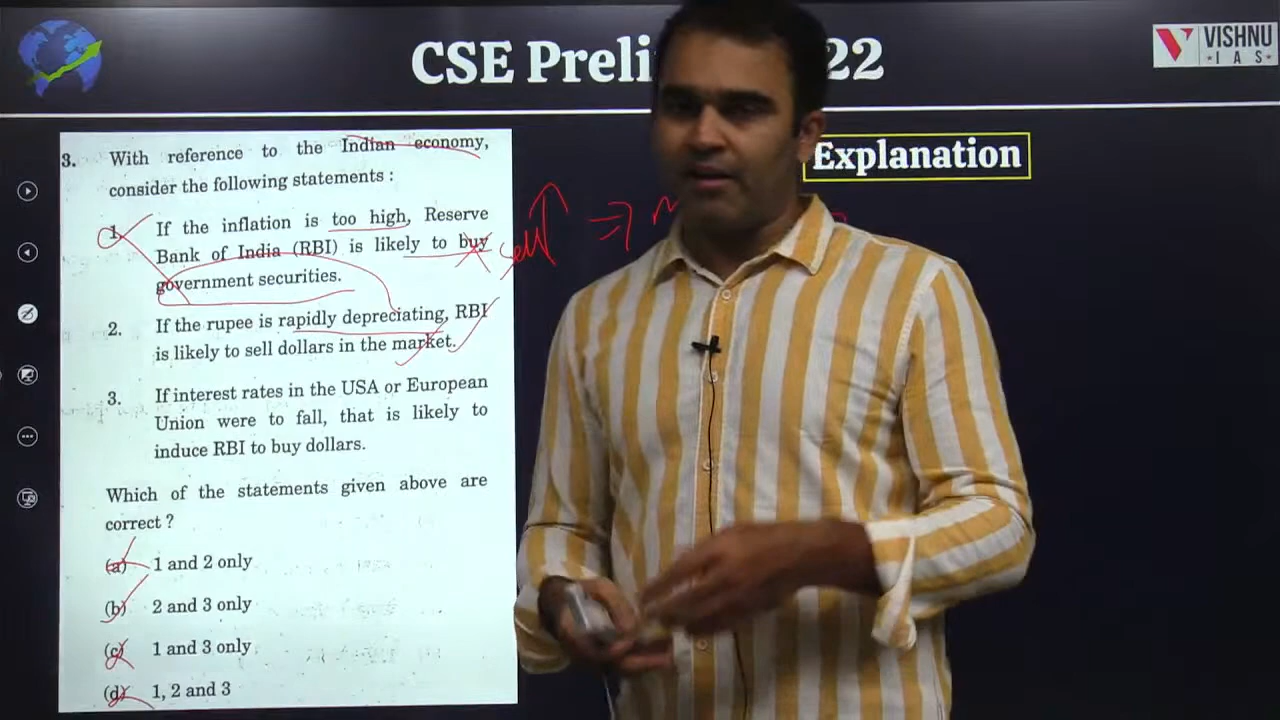 CSE Preli
22
VISHNU
IAS
Explanation
3. With reference to the Indian economy,
consider the following statements :
1. If the inflation is too high, Reserve
Bank of India (RBI) is likely to buy
government securities.
sell
2. If the rupee is rapidly depreciating, RBI
is likely to sell dollars in the market.
3. If interest rates in the USA or European
Union were to fall, that is likely to
induce RBI to buy dollars.
Which of the statements given above are
correct ?
(a) 1 and 2 only
(b) 2 and 3 only
(c) 1 and 3 only
(d) 1, 2 and 3